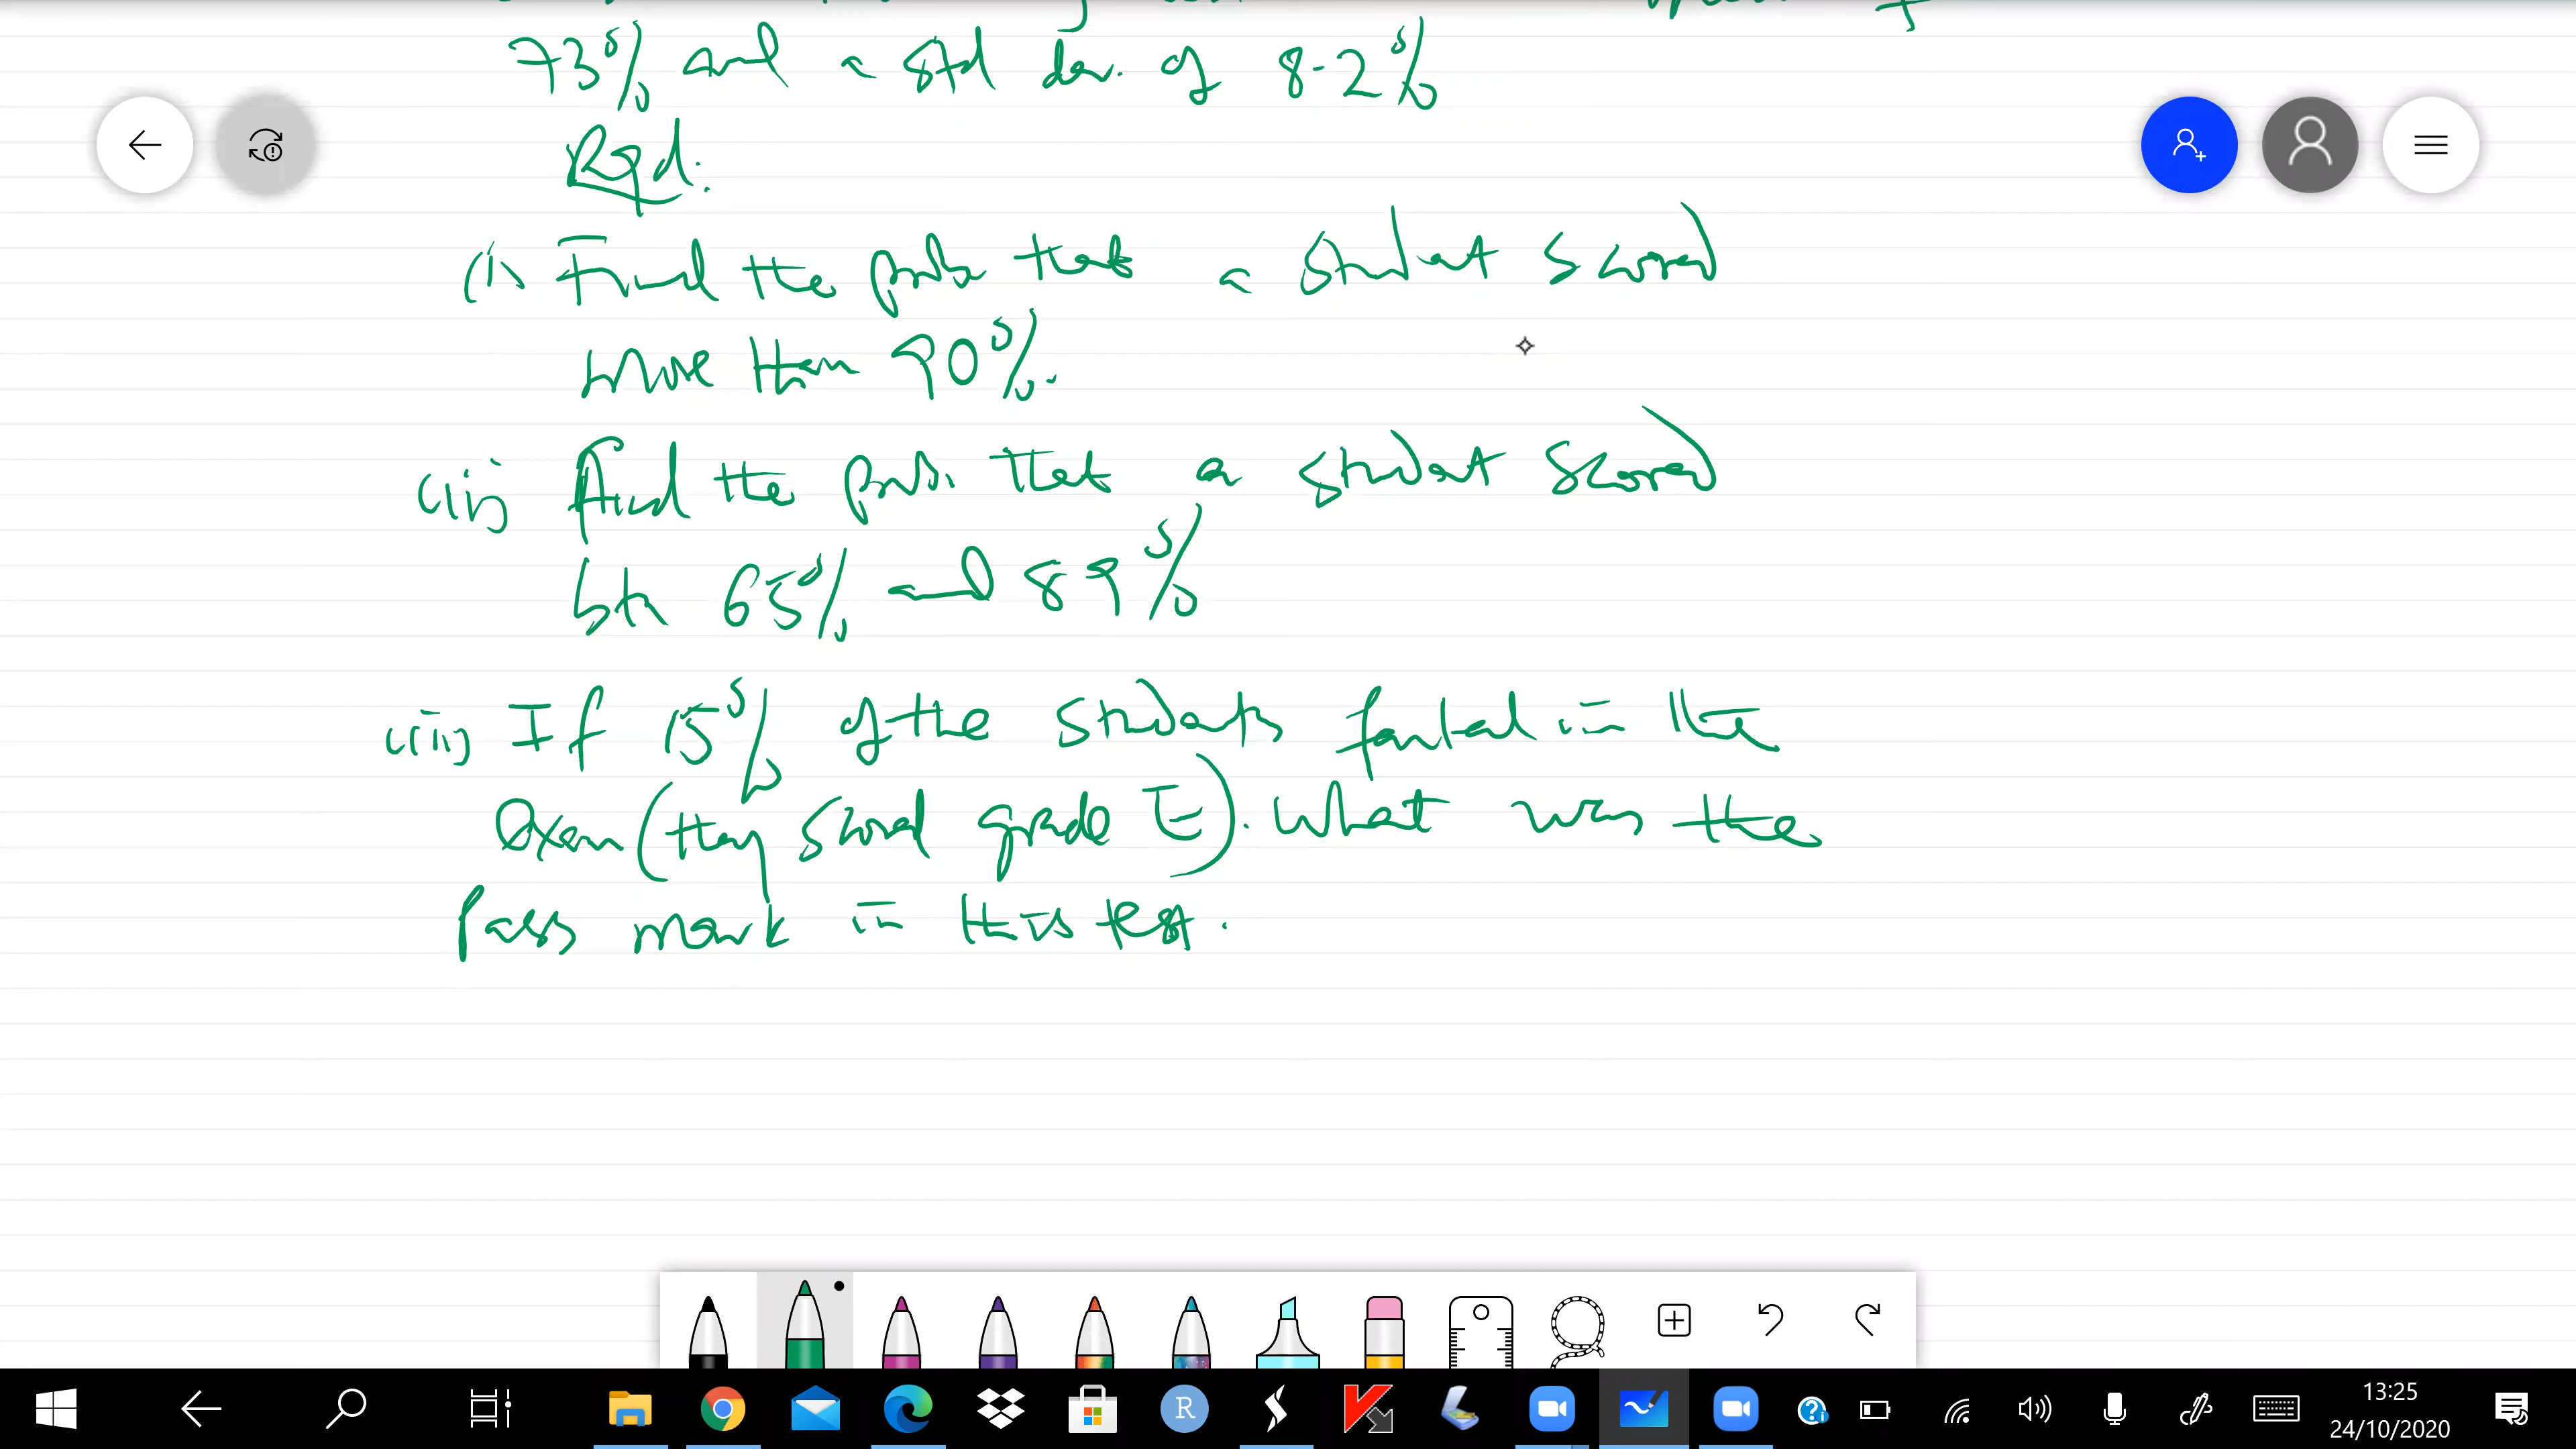 73% and a std dev. of 8.2%
Rqd:
(i) Find the prob. that a student scored
more than 90%.
(ii) find the prob. that a student scored
btn 65% and 89%
(iii) If 15% of the students failed in the
exam (they scored grade E). What was the
pass mark in this test.
R
13:25
24/10/2020